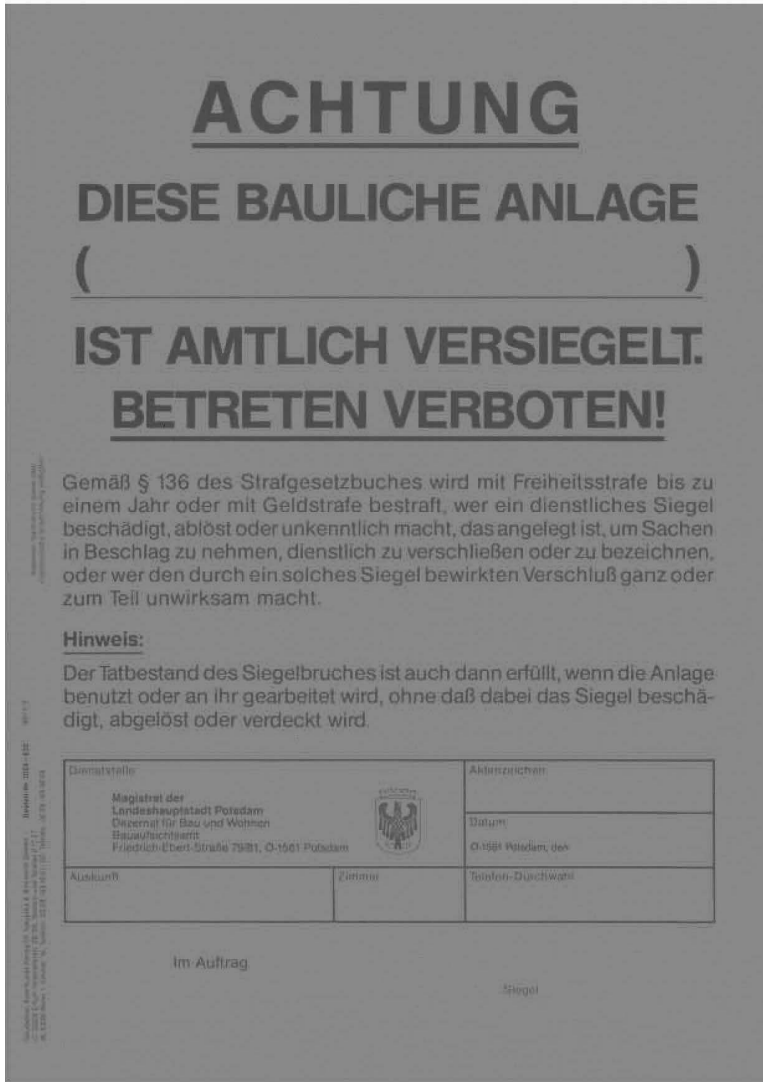 ACHTUNG
DIESE BAULICHE ANLAGE
( )
IST AMTLICH VERSIEGELT.
BETRETEN VERBOTEN!
Gemäß § 136 des Strafgesetzbuches wird mit Freiheitsstrafe bis zu
einem Jahr oder mit Geldstrafe bestraft, wer ein dienstliches Siegel
beschädigt, ablöst oder unkenntlich macht, das angelegt ist, um Sachen
in Beschlag zu nehmen, dienstlich zu verschließen oder zu bezeichnen,
oder wer den durch ein solches Siegel bewirkten Verschluß ganz oder
zum Teil unwirksam macht.
Hinweis:
Der Tatbestand des Siegelbruches ist auch dann erfüllt, wenn die Anlage
benutzt oder an ihr gearbeitet wird, ohne daß dabei das Siegel beschä-
digt, abgelöst oder verdeckt wird.
Dienststelle
Magistrat der
Landeshauptstadt Potsdam
Dezernat für Bau und Wohnen
Bauaufsichtsamt
Friedrich-Ebert-Straße 79/81, O-1561 Potsdam
Aktenzeichen
Datum
O-1561 Potsdam, den
Auskunft
Zimmer
Telefon-Durchwahl
Im Auftrag
Siegel